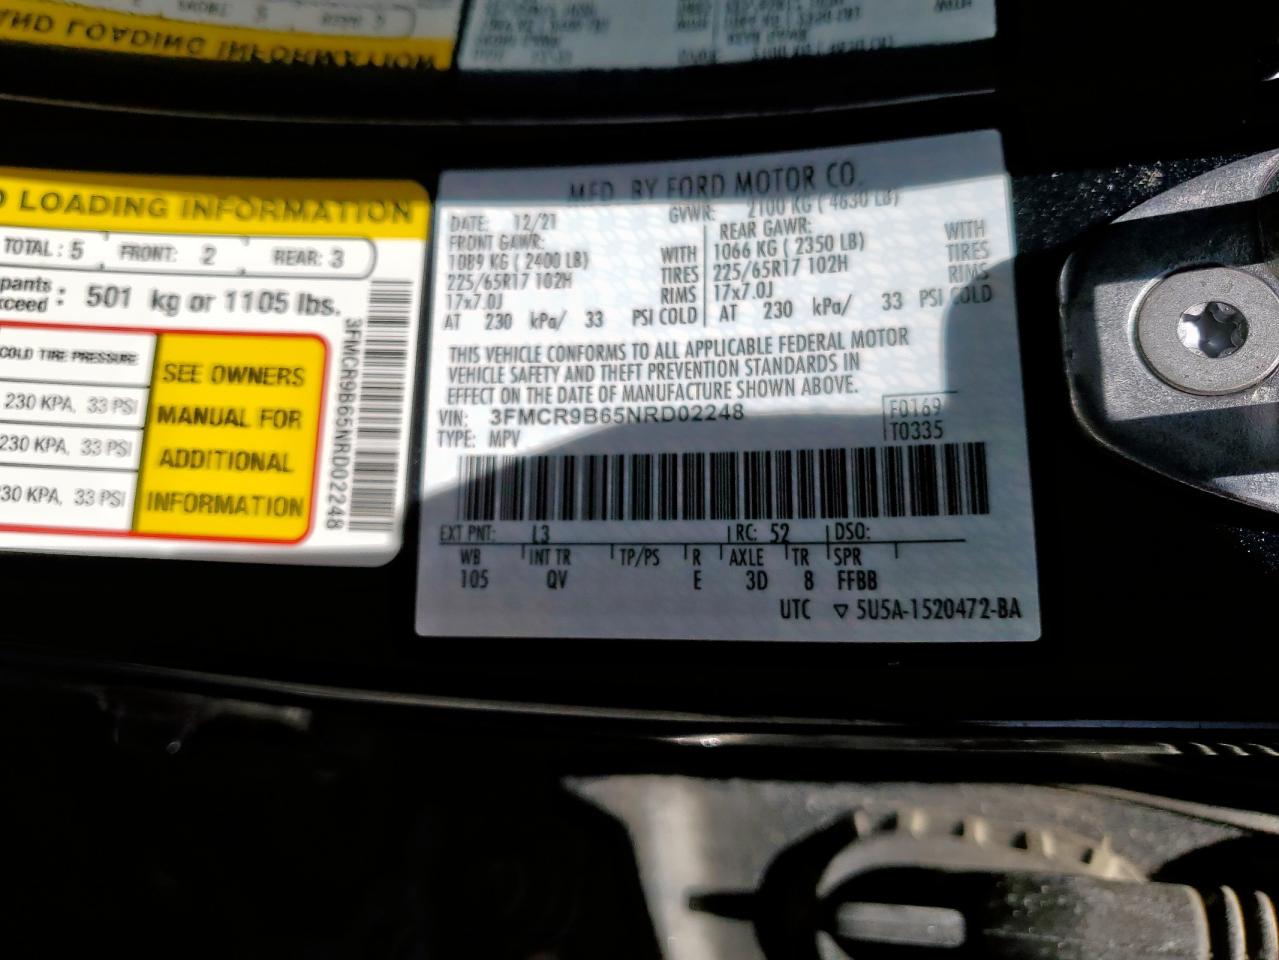 D LOADING INFORMATION
TOTAL: 5 FRONT: 2 REAR: 3
pants
xceed : 501 kg or 1105 lbs.
COLD TIRE PRESSURE
230 KPA, 33 PSI
230 KPA, 33 PSI
230 KPA, 33 PSI
SEE OWNERS
MANUAL FOR
ADDITIONAL
INFORMATION
3FMCR9B65NRD02248
MFD. BY FORD MOTOR CO.
DATE: 12/21 GVWR: 2100 KG ( 4630 LB)
FRONT GAWR: REAR GAWR:
1089 KG ( 2400 LB) WITH 1066 KG ( 2350 LB) WITH
225/65R17 102H TIRES 225/65R17 102H TIRES
17x7.0J RIMS 17x7.0J RIMS
AT 230 kPa/ 33 PSI COLD AT 230 kPa/ 33 PSI COLD
THIS VEHICLE CONFORMS TO ALL APPLICABLE FEDERAL MOTOR
VEHICLE SAFETY AND THEFT PREVENTION STANDARDS IN
EFFECT ON THE DATE OF MANUFACTURE SHOWN ABOVE.
VIN: 3FMCR9B65NRD02248 F0169
TYPE: MPV T0335
EXT PNT: L3 RC: 52 DSO:
WB INT TR TP/PS R AXLE TR SPR
105 QV E 3D 8 FFBB
UTC ▽ 5U5A-1520472-BA